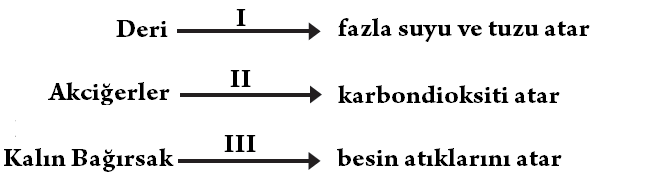 Deri I fazla suyu ve tuzu atar
Akciğerler II karbondioksiti atar
Kalın Bağırsak III besin atıklarını atar